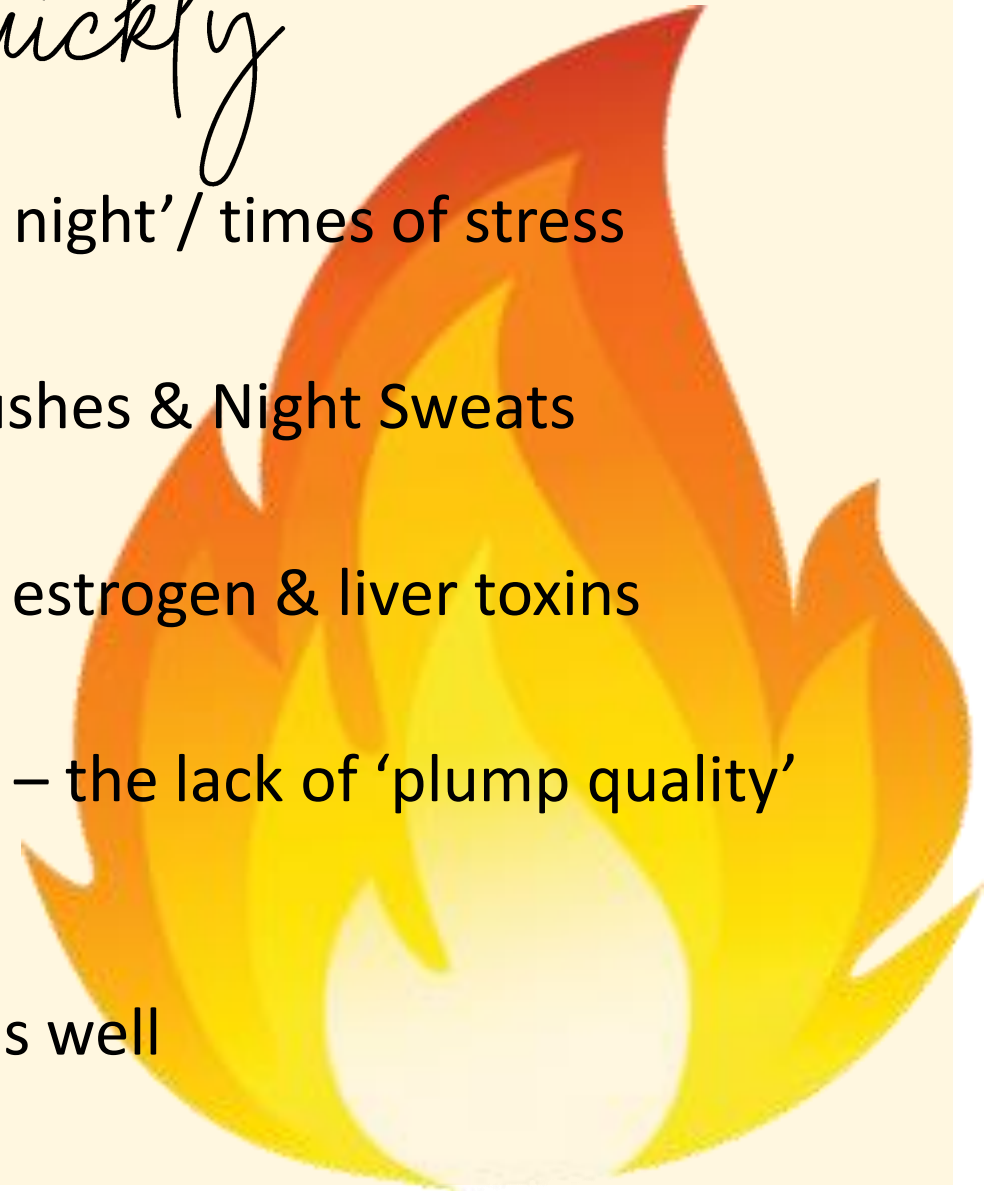 uickly
night’/ times of stress
ushes & Night Sweats
estrogen & liver toxins
– the lack of ‘plump quality’
s well